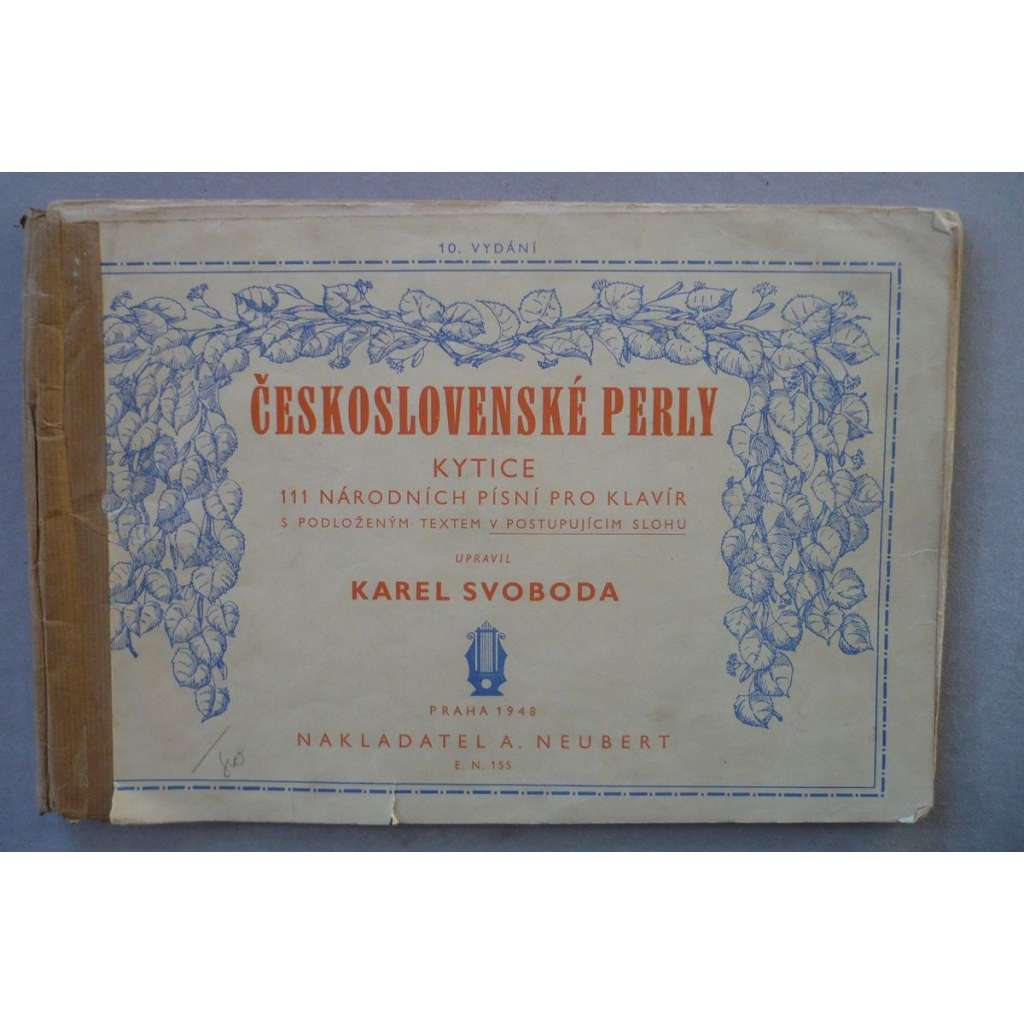 10. VYDÁNÍ
ČESKOSLOVENSKÉ PERLY
KYTICE
111 NÁRODNÍCH PÍSNÍ PRO KLAVÍR
S PODLOŽENÝM TEXTEM V POSTUPUJÍCÍM SLOHU
UPRAVIL
KAREL SVOBODA
PRAHA 1948
NAKLADATEL A. NEUBERT
E. N. 155